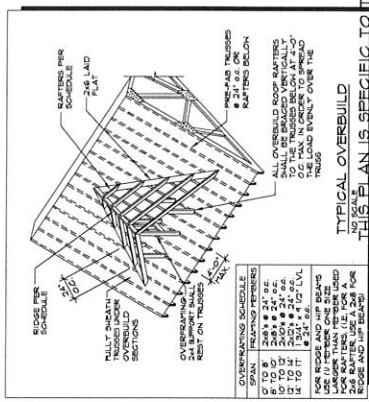 RIDGE PER
SCHEDULE
RAFTERS PER
SCHEDULE
2x6 LAID
FLAT
24"
O.C.
FULLY SHEATH
TRUSSES UNDER
OVERBUILD
SECTIONS
PRE-FAB TRUSSES
@ 24" o.c. OR
RAFTERS BELOW
OVERFRAMING
2x4 SUPPORT SHALL
REST ON TRUSSES
4'-0"
MAX.
ALL OVERBUILD ROOF RAFTERS
SHALL BE BRACED VERTICALLY
TO THE TRUSSES BELOW AT 4'-0"
O.C. MAX. IN ORDER TO SPREAD
THE LOAD EVENLY OVER THE
TRUSS
OVERFRAMING SCHEDULE
SPAN FRAMING MEMBERS
0' TO 8' 2x6's @ 24" o.c.
8' TO 10' 2x8's @ 24" o.c.
10' TO 12' 2x10's @ 24" o.c.
12' TO 14' 2x12's @ 24" o.c.
14' TO 17' 1 3/4" x 9 1/2" LVL
@ 24" o.c.
FOR RIDGE AND HIP BEAMS
USE (1) MEMBER ONE SIZE
LARGER THAN MEMBER USED
FOR RAFTERS. (I.E. FOR A
2x6 RAFTER, USE A 2x8 FOR
RIDGE AND HIP BEAMS)
TYPICAL OVERBUILD
NO SCALE
THIS PLAN IS SPECIFIC TO